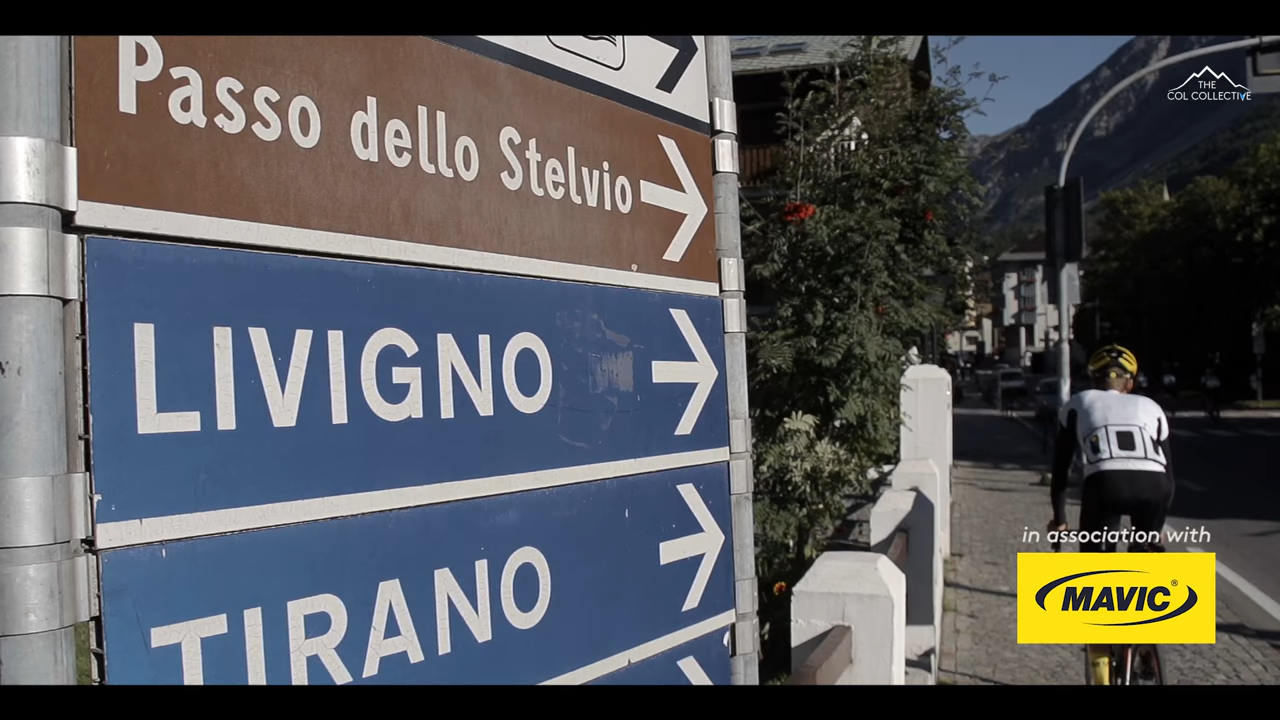 Passo dello Stelvio
LIVIGNO
TIRANO
THE
COL COLLECTIVE
in association with
MAVIC®